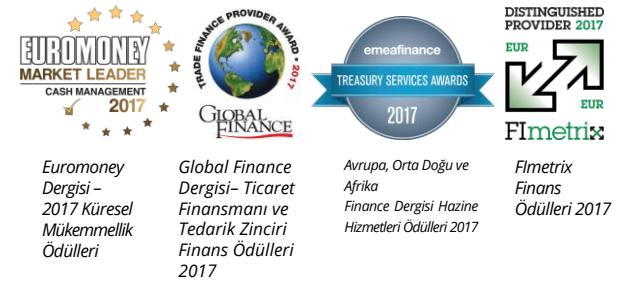 EUROMONEY
MARKET LEADER
CASH MANAGEMENT
2017
TRADE FINANCE PROVIDER AWARD • 2017
GLOBAL
FINANCE
emeafinance
TREASURY SERVICES AWARDS
2017
DISTINGUISHED
PROVIDER 2017
EUR
EUR
FImetrix
Euromoney
Dergisi –
2017 Küresel
Mükemmellik
Ödülleri
Global Finance
Dergisi– Ticaret
Finansmanı ve
Tedarik Zinciri
Finans Ödülleri
2017
Avrupa, Orta Doğu ve
Afrika
Finance Dergisi Hazine
Hizmetleri Ödülleri 2017
FImetrix
Finans
Ödülleri 2017